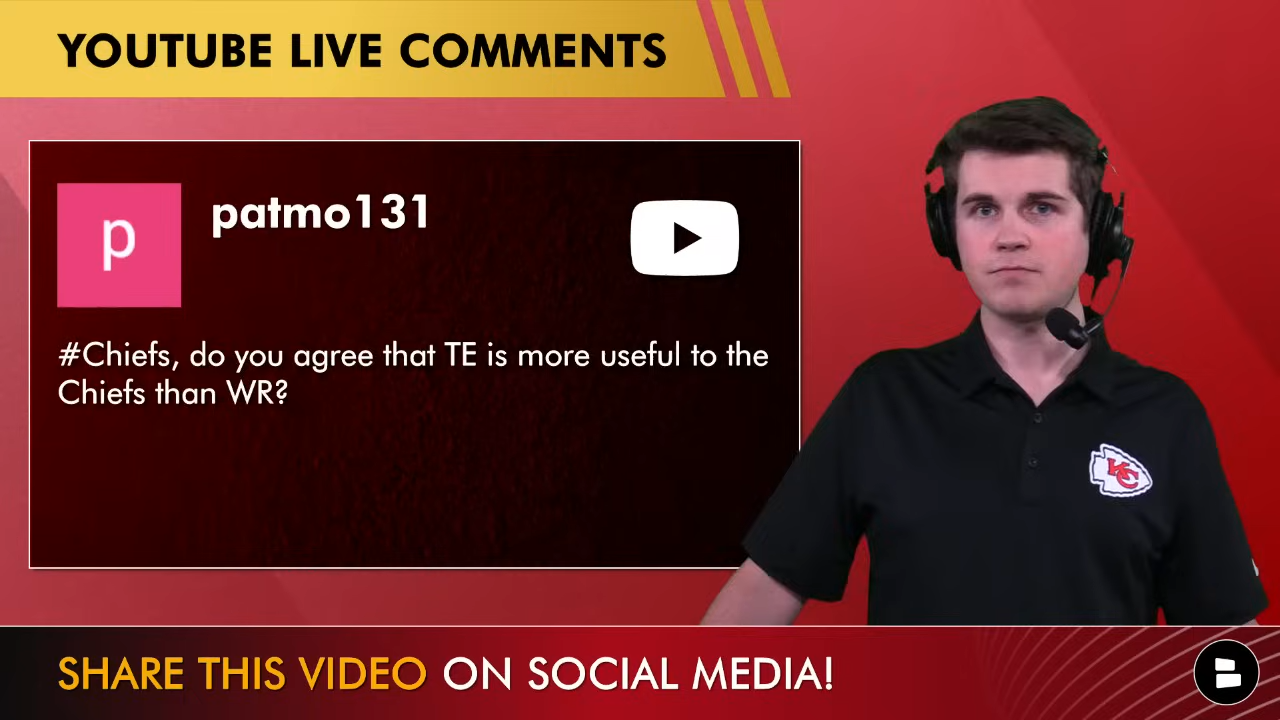 YOUTUBE LIVE COMMENTS
p
patmo131
#Chiefs, do you agree that TE is more useful to the
Chiefs than WR?
KC
SHARE THIS VIDEO ON SOCIAL MEDIA!